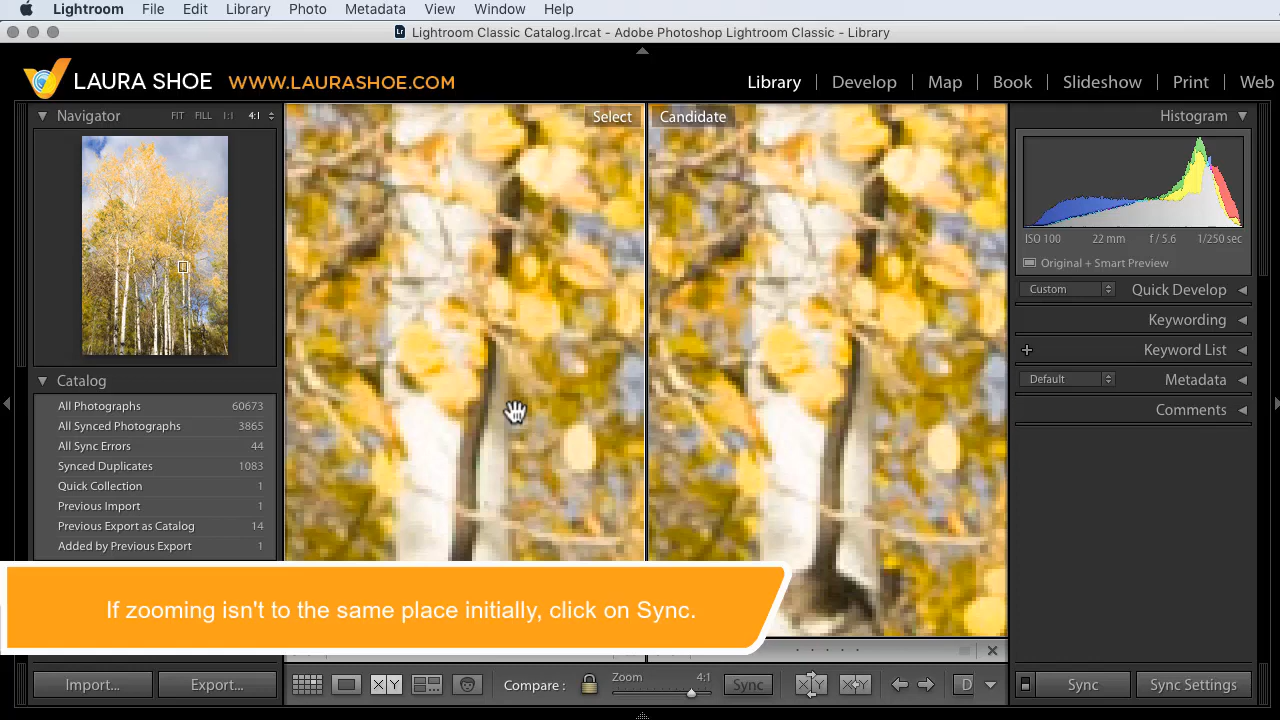 Lightroom File Edit Library Photo Metadata View Window Help
Lightroom Classic Catalog.lrcat - Adobe Photoshop Lightroom Classic - Library
LAURA SHOE WWW.LAURASHOE.COM
Library | Develop | Map | Book | Slideshow | Print | Web
Navigator FIT FILL 1:1 4:1
Select
Candidate
Histogram
ISO 100 22 mm f / 5.6 1/250 sec
Original + Smart Preview
Custom Quick Develop
Keywording
Keyword List
Default Metadata
Comments
Catalog
All Photographs 60673
All Synced Photographs 3865
All Sync Errors 44
Synced Duplicates 1083
Quick Collection 1
Previous Import 1
Previous Export as Catalog 14
Added by Previous Export 1
If zooming isn't to the same place initially, click on Sync.
Import... Export...
Compare : Zoom 4:1 Sync
X Y
D
Sync Sync Settings